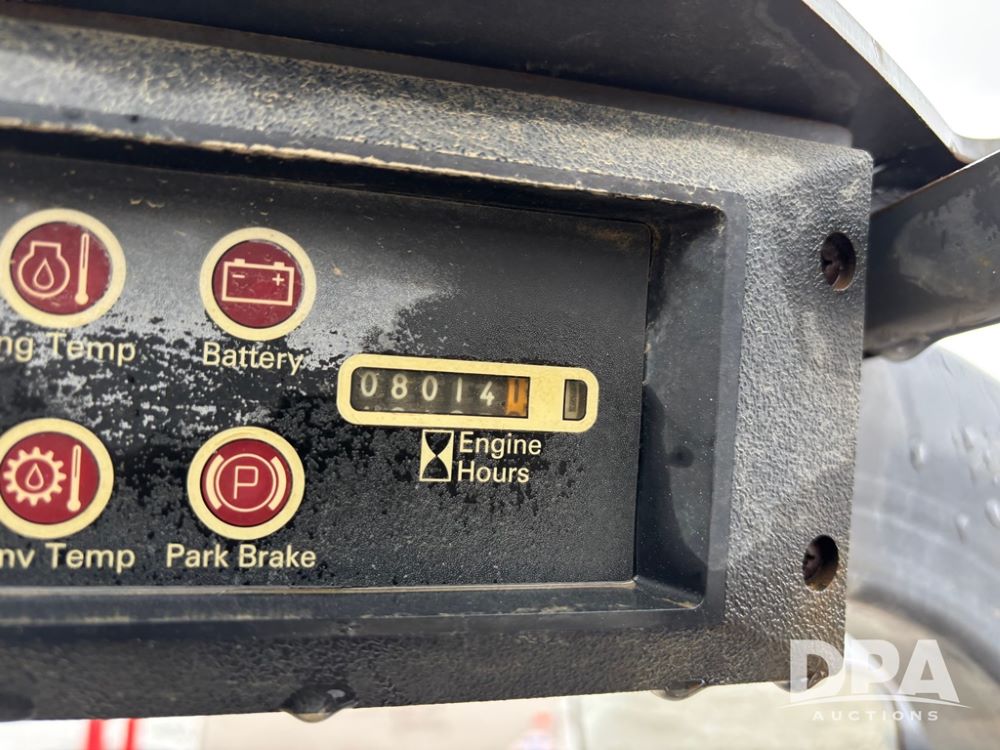 Battery
ng Temp
08014
Engine
Hours
P
nv Temp
Park Brake
DPA
AUCTIONS